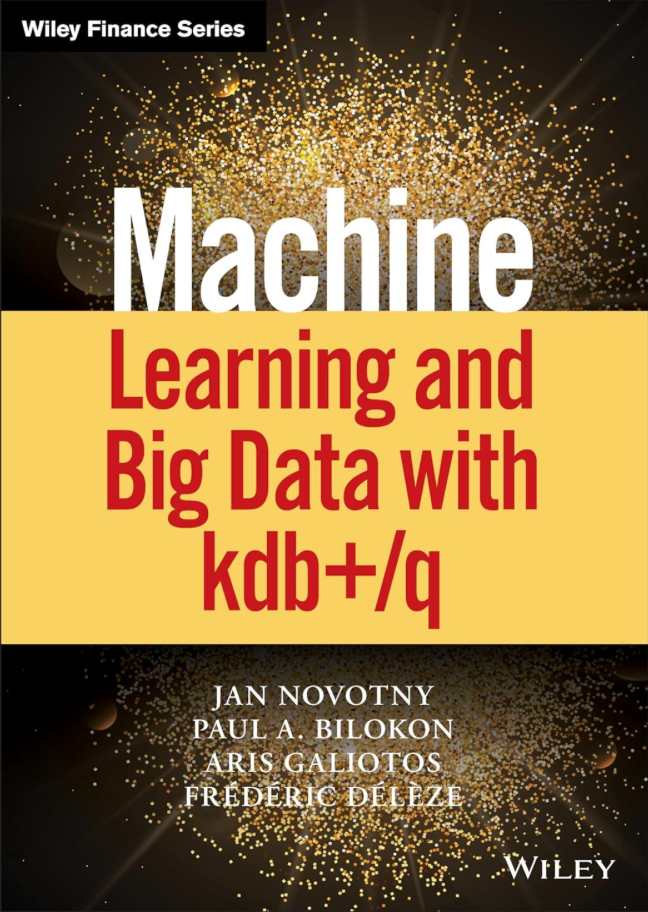 Wiley Finance Series
Machine
Learning and
Big Data with
kdb+/q
JAN NOVOTNY
PAUL A. BILOKON
ARIS GALIOTOS
FRÉDÉRIC DÉLÈZE
WILEY